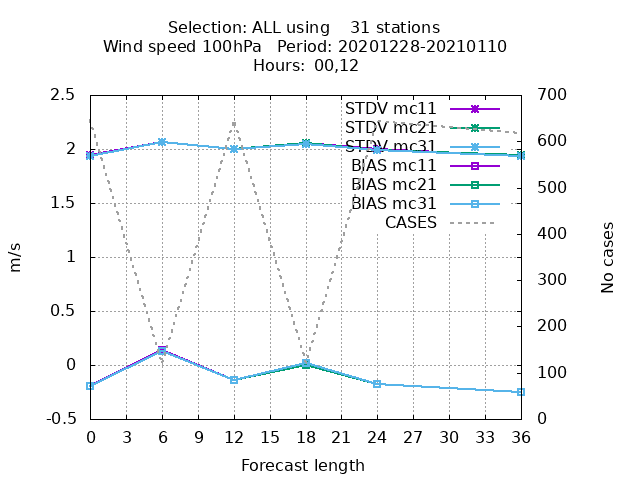 Selection: ALL using    31 stations
Wind speed 100hPa   Period: 20201228-20210110
Hours:  00,12
2.5
2
1.5
1
0.5
0
-0.5
m/s
700
600
500
400
300
200
100
0
No cases
STDV mc11
STDV mc21
STDV mc31
BIAS mc11
BIAS mc21
BIAS mc31
CASES
0 3 6 9 12 15 18 21 24 27 30 33 36
Forecast length